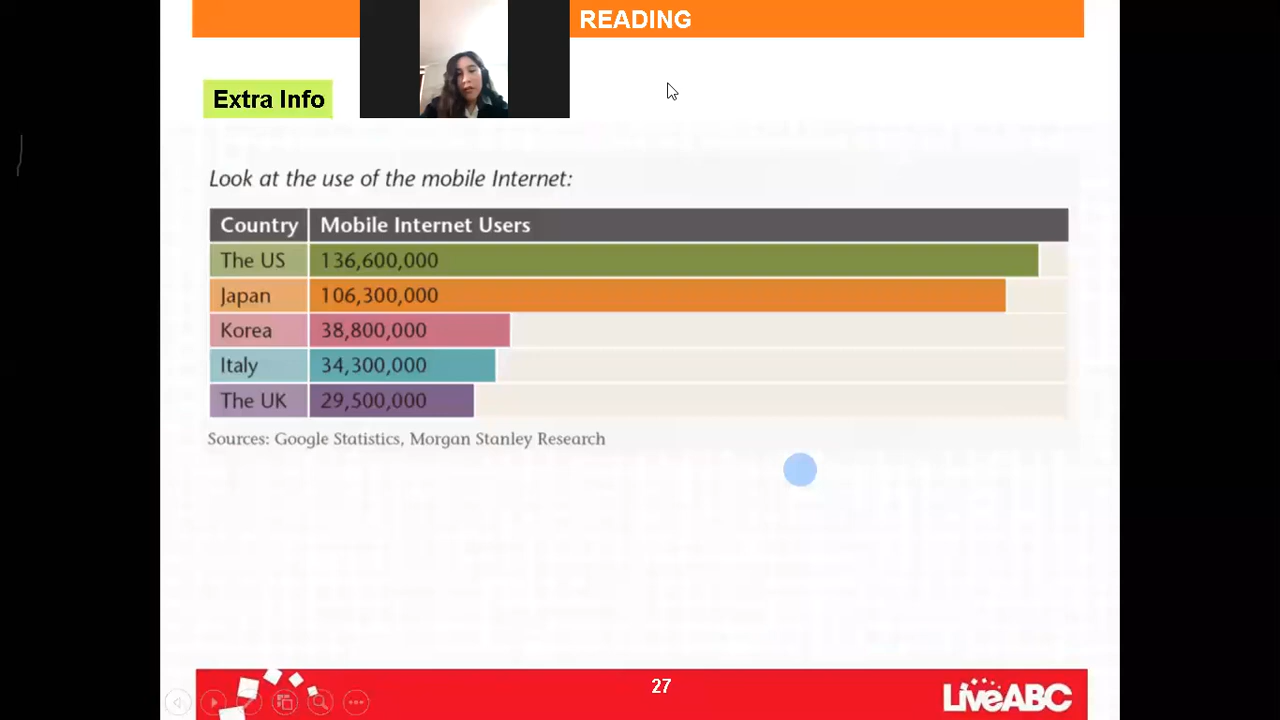 READING
Extra Info
Look at the use of the mobile Internet:
Country Mobile Internet Users
The US 136,600,000
Japan 106,300,000
Korea 38,800,000
Italy 34,300,000
The UK 29,500,000
Sources: Google Statistics, Morgan Stanley Research
27
LiveABC